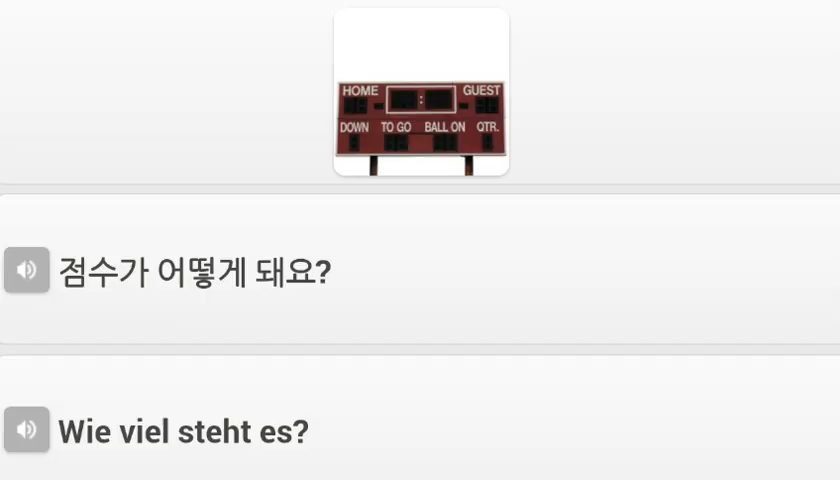 HOME GUEST
DOWN TO GO BALL ON QTR.
점수가 어떻게 돼요?
Wie viel steht es?